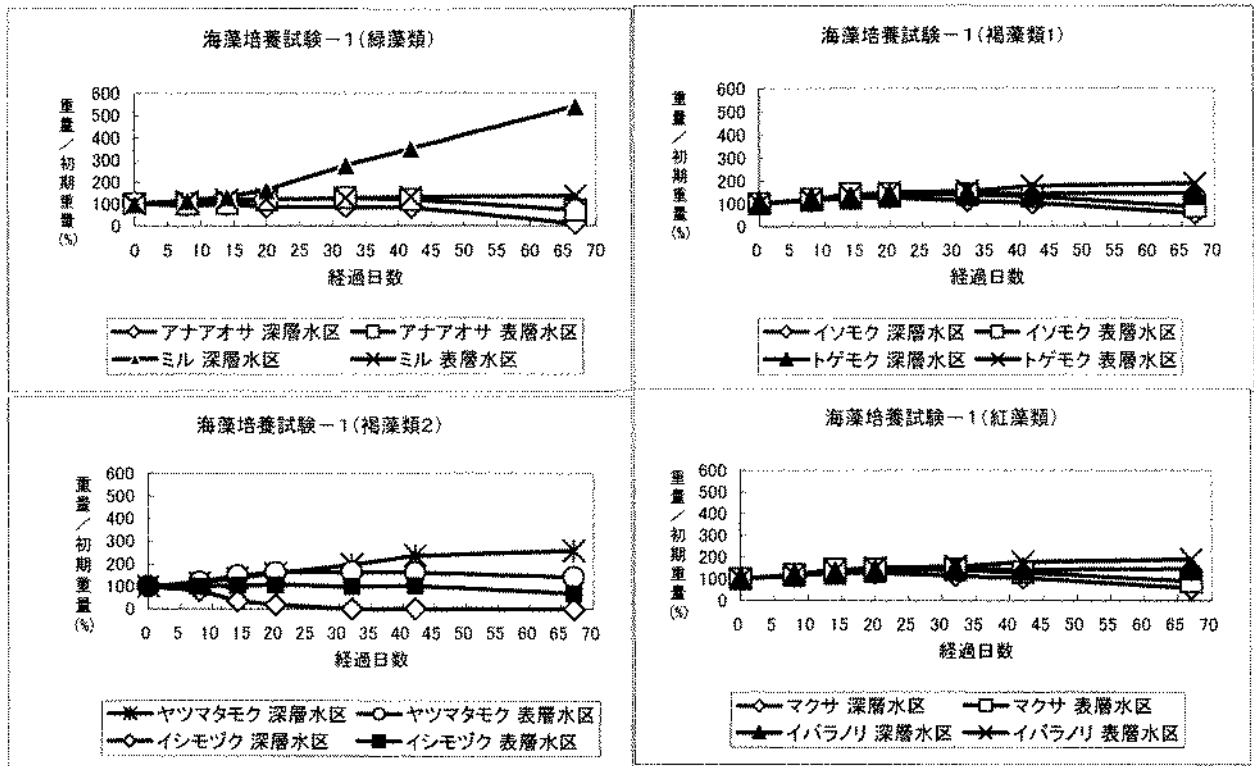 海藻培養試験－1(緑藻類)
重量／初期重量(%)
600
500
400
300
200
100
0
0 5 10 15 20 25 30 35 40 45 50 55 60 65 70
経過日数
アナアオサ 深層水区 アナアオサ 表層水区
ミル 深層水区 ミル 表層水区
海藻培養試験－1(褐藻類1)
重量／初期重量(%)
600
500
400
300
200
100
0
0 5 10 15 20 25 30 35 40 45 50 55 60 65 70
経過日数
イソモク 深層水区 イソモク 表層水区
トゲモク 深層水区 トゲモク 表層水区
海藻培養試験－1(褐藻類2)
重量／初期重量(%)
600
500
400
300
200
100
0
0 5 10 15 20 25 30 35 40 45 50 55 60 65 70
経過日数
ヤツマタモク 深層水区 ヤツマタモク 表層水区
イシモヅク 深層水区 イシモヅク 表層水区
海藻培養試験－1(紅藻類)
重量／初期重量(%)
600
500
400
300
200
100
0
0 5 10 15 20 25 30 35 40 45 50 55 60 65 70
経過日数
マクサ 深層水区 マクサ 表層水区
イバラノリ 深層水区 イバラノリ 表層水区